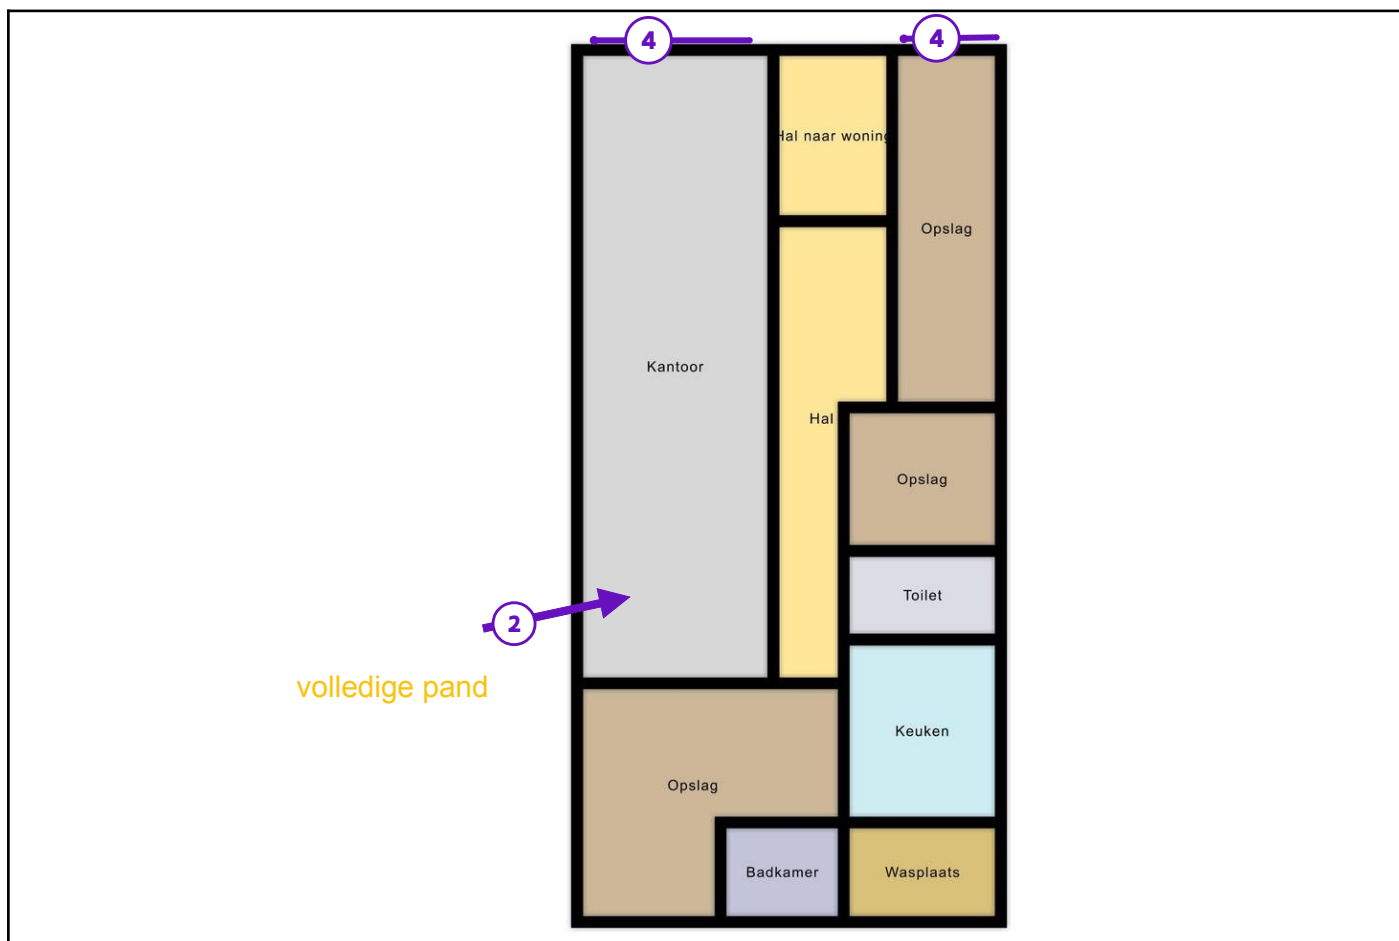 4
4
Hal naar woning
Opslag
Kantoor
Hal
Opslag
Toilet
2
volledige pand
Keuken
Opslag
Badkamer
Wasplaats